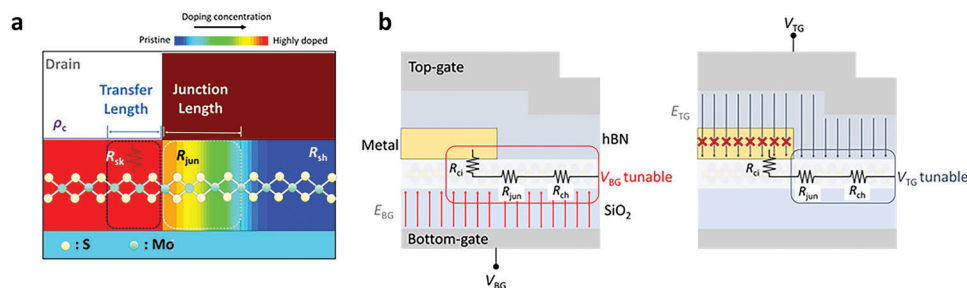 a
Doping concentration
Pristine
Highly doped
Drain
Transfer
Length
Junction
Length
ρc
Rsk
Rjun
Rsh
: S
: Mo
b
Top-gate
Metal
hBN
Rci
Rjun
Rch
VBG tunable
EBG
SiO2
Bottom-gate
VBG
VTG
ETG
Rci
Rjun
Rch
VTG tunable